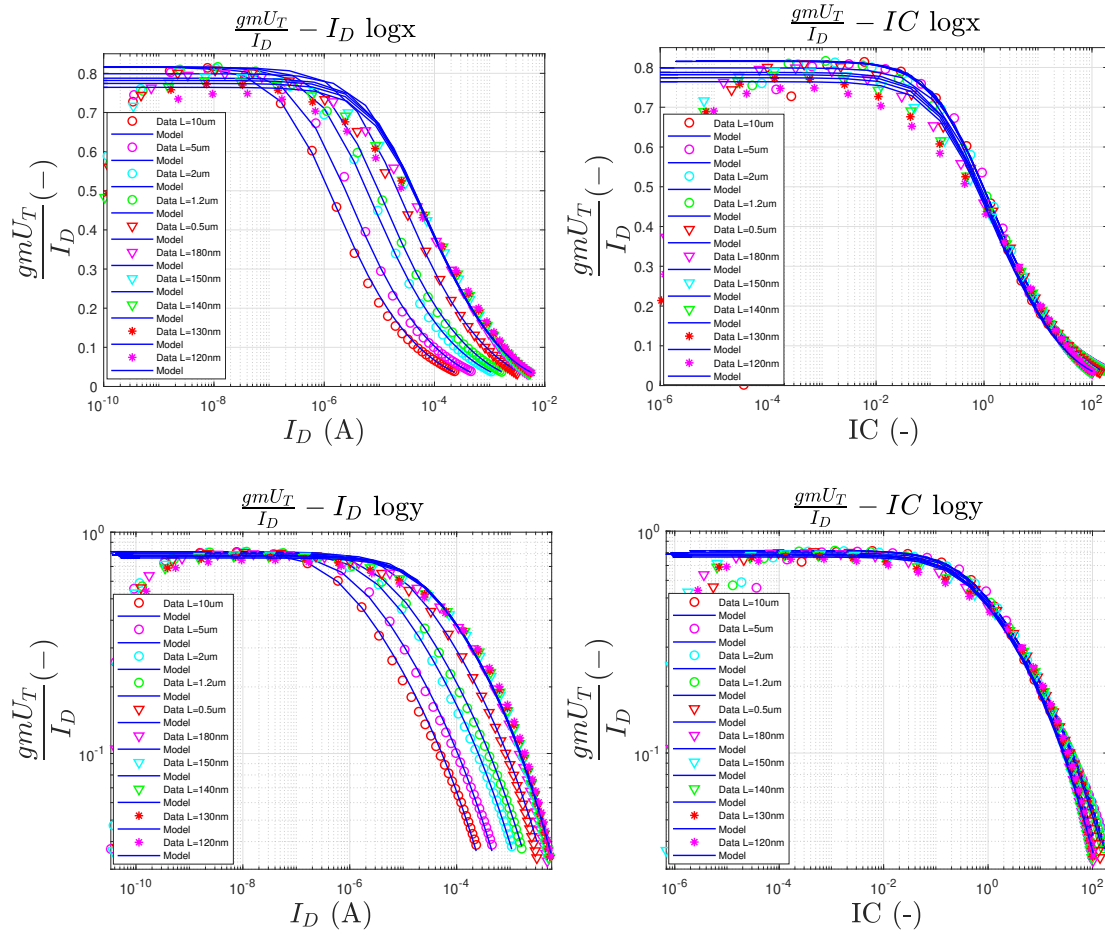 gmU_T/I_D − I_D logx
0.8
0.7
0.6
0.5
0.4
0.3
0.2
0.1
0
gmU_T/I_D (−)
Data L=10um
Model
Data L=5um
Model
Data L=2um
Model
Data L=1.2um
Model
Data L=0.5um
Model
Data L=180nm
Model
Data L=150nm
Model
Data L=140nm
Model
Data L=130nm
Model
Data L=120nm
Model
10^-10 10^-8 10^-6 10^-4 10^-2
I_D (A)
gmU_T/I_D − IC logx
0.8
0.7
0.6
0.5
0.4
0.3
0.2
0.1
0
gmU_T/I_D (−)
Data L=10um
Model
Data L=5um
Model
Data L=2um
Model
Data L=1.2um
Model
Data L=0.5um
Model
Data L=180nm
Model
Data L=150nm
Model
Data L=140nm
Model
Data L=130nm
Model
Data L=120nm
Model
10^-6 10^-4 10^-2 10^0 10^2
IC (-)
gmU_T/I_D − I_D logy
10^0
10^-1
gmU_T/I_D (−)
Data L=10um
Model
Data L=5um
Model
Data L=2um
Model
Data L=1.2um
Model
Data L=0.5um
Model
Data L=180nm
Model
Data L=150nm
Model
Data L=140nm
Model
Data L=130nm
Model
Data L=120nm
Model
10^-10 10^-8 10^-6 10^-4
I_D (A)
gmU_T/I_D − IC logy
10^0
10^-1
gmU_T/I_D (−)
Data L=10um
Model
Data L=5um
Model
Data L=2um
Model
Data L=1.2um
Model
Data L=0.5um
Model
Data L=180nm
Model
Data L=150nm
Model
Data L=140nm
Model
Data L=130nm
Model
Data L=120nm
Model
10^-6 10^-4 10^-2 10^0 10^2
IC (-)